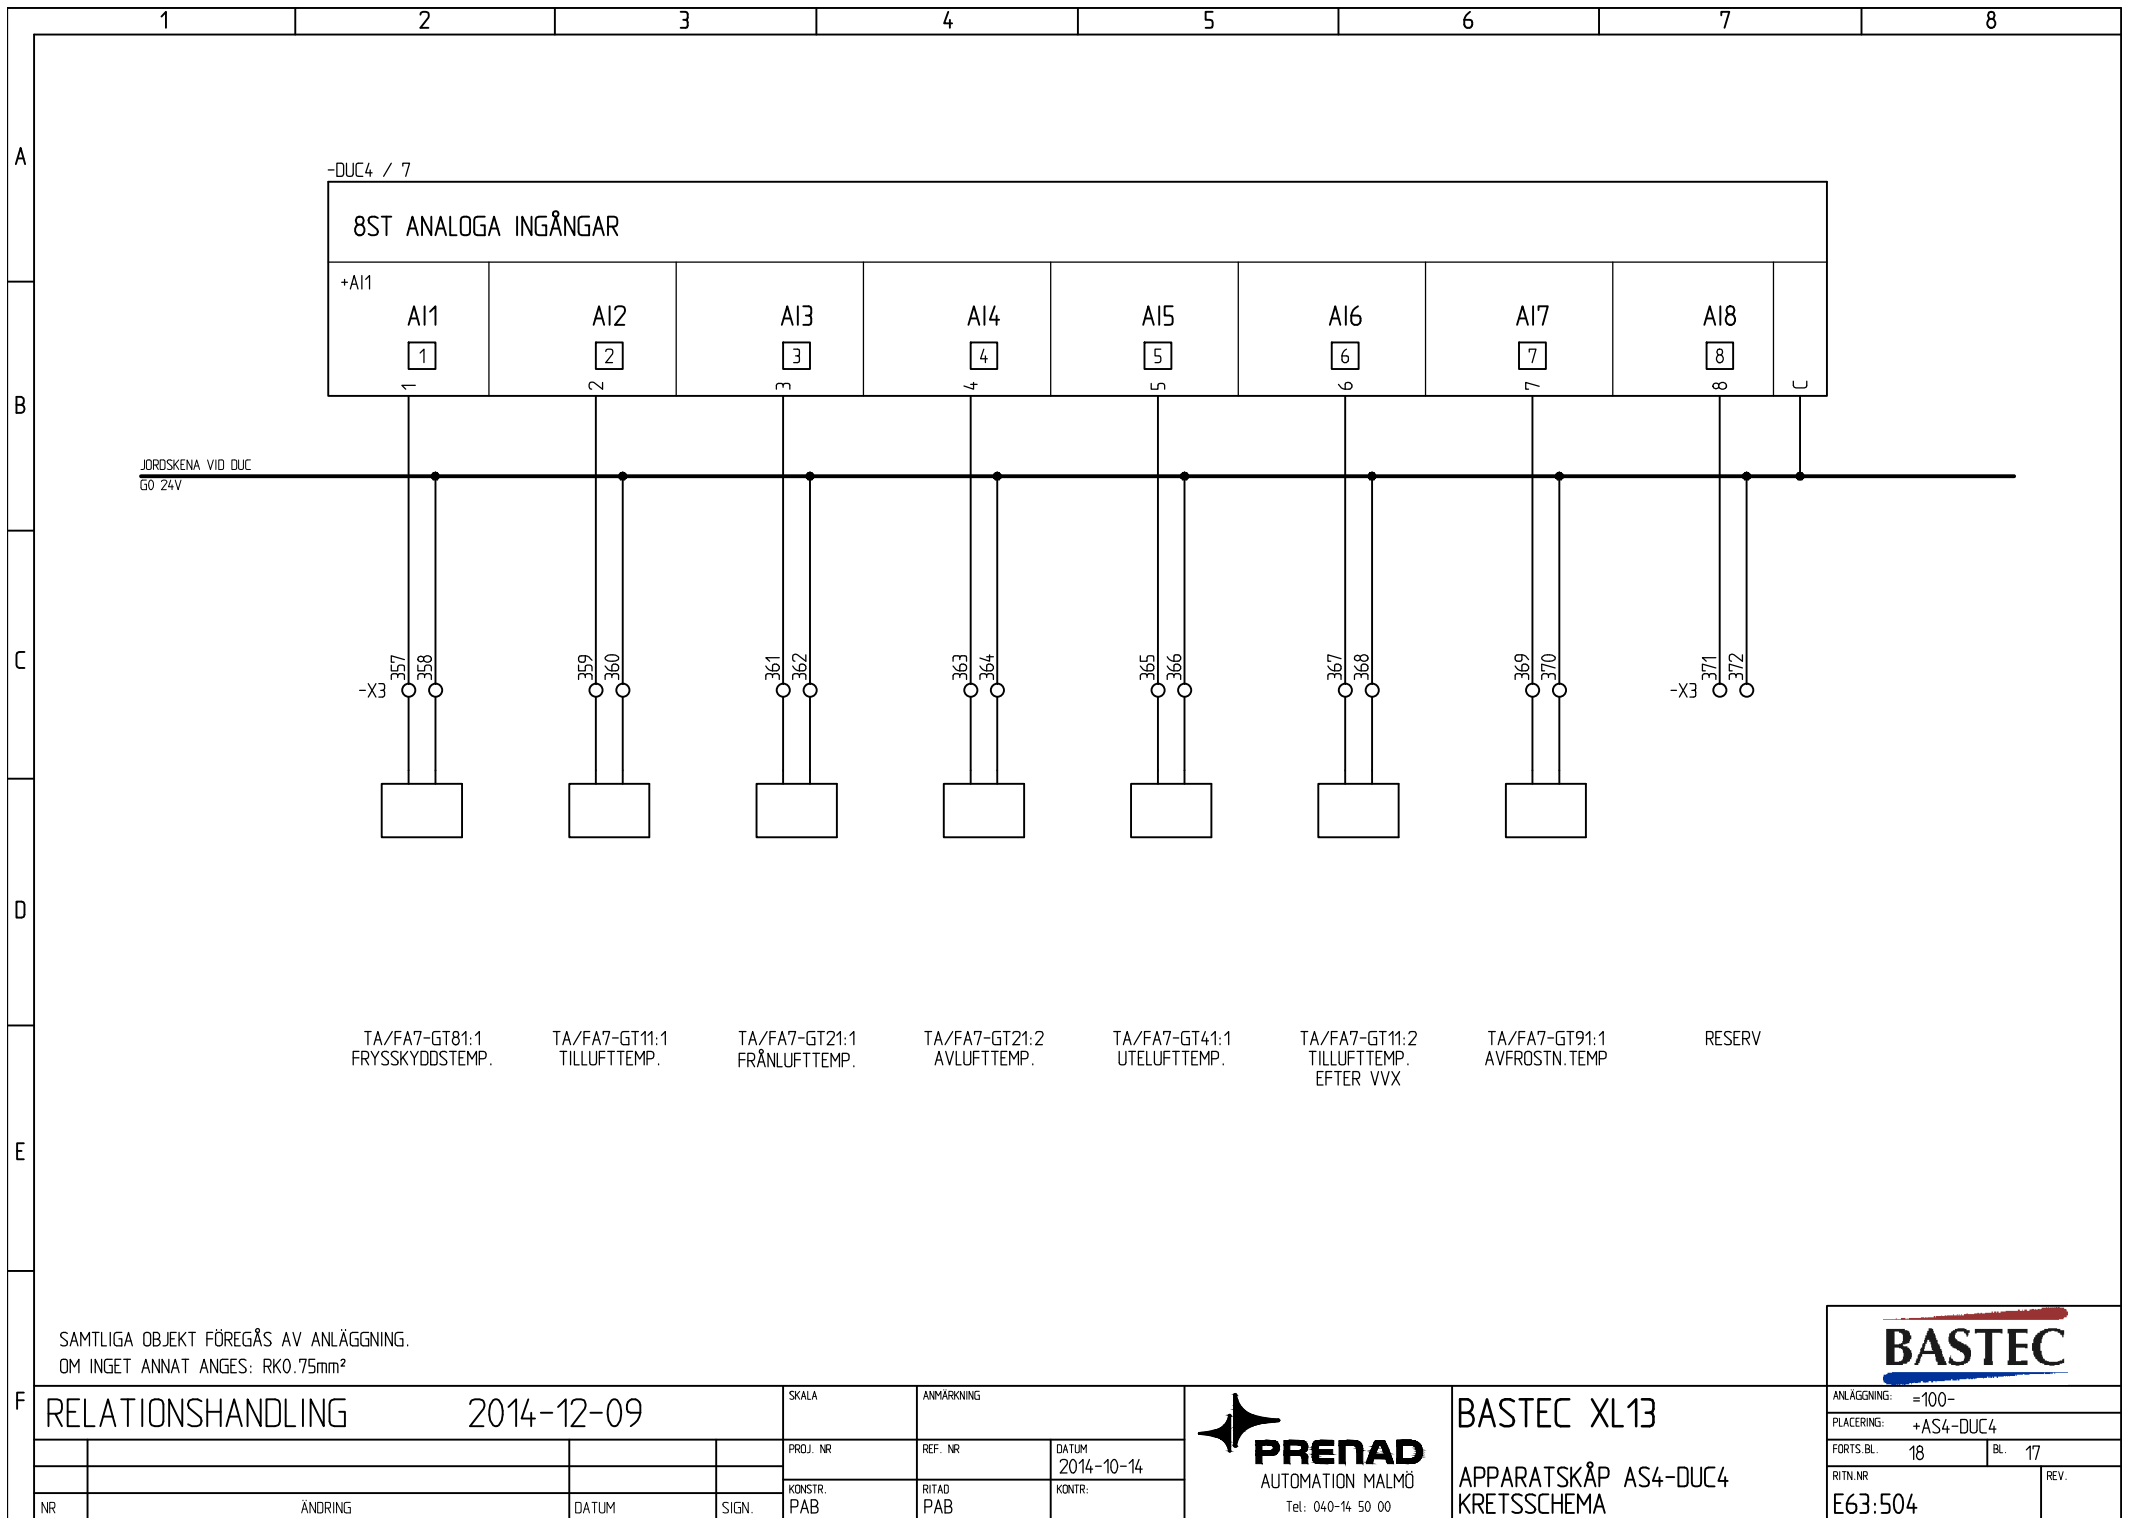 1 2 3 4 5 6 7 8
A
-DUC4 / 7
8ST ANALOGA INGÅNGAR
+AI1
AI1 AI2 AI3 AI4 AI5 AI6 AI7 AI8
1 2 3 4 5 6 7 8
1 2 3 4 5 6 7 8 C
B
JORDSKENA VID DUC
G0 24V
C
357 358 359 360 361 362 363 364 365 366 367 368 369 370 371 372
-X3 -X3
D
TA/FA7-GT81:1
FRYSSKYDDSTEMP.
TA/FA7-GT11:1
TILLUFTTEMP.
TA/FA7-GT21:1
FRÅNLUFTTEMP.
TA/FA7-GT21:2
AVLUFTTEMP.
TA/FA7-GT41:1
UTELUFTTEMP.
TA/FA7-GT11:2
TILLUFTTEMP.
EFTER VVX
TA/FA7-GT91:1
AVFROSTN.TEMP
RESERV
E
SAMTLIGA OBJEKT FÖREGÅS AV ANLÄGGNING.
OM INGET ANNAT ANGES: RK0.75mm²
F
RELATIONSHANDLING 2014-12-09
NR ÄNDRING DATUM SIGN.
SKALA
ANMÄRKNING
PROJ. NR
REF. NR
DATUM
2014-10-14
KONSTR.
PAB
RITAD
PAB
KONTR:
PRENAD
AUTOMATION MALMÖ
Tel: 040-14 50 00
BASTEC XL13
APPARATSKÅP AS4-DUC4
KRETSSCHEMA
BASTEC
ANLÄGGNING: =100-
PLACERING: +AS4-DUC4
FORTS.BL. 18 BL. 17
RITN.NR
E63:504
REV.